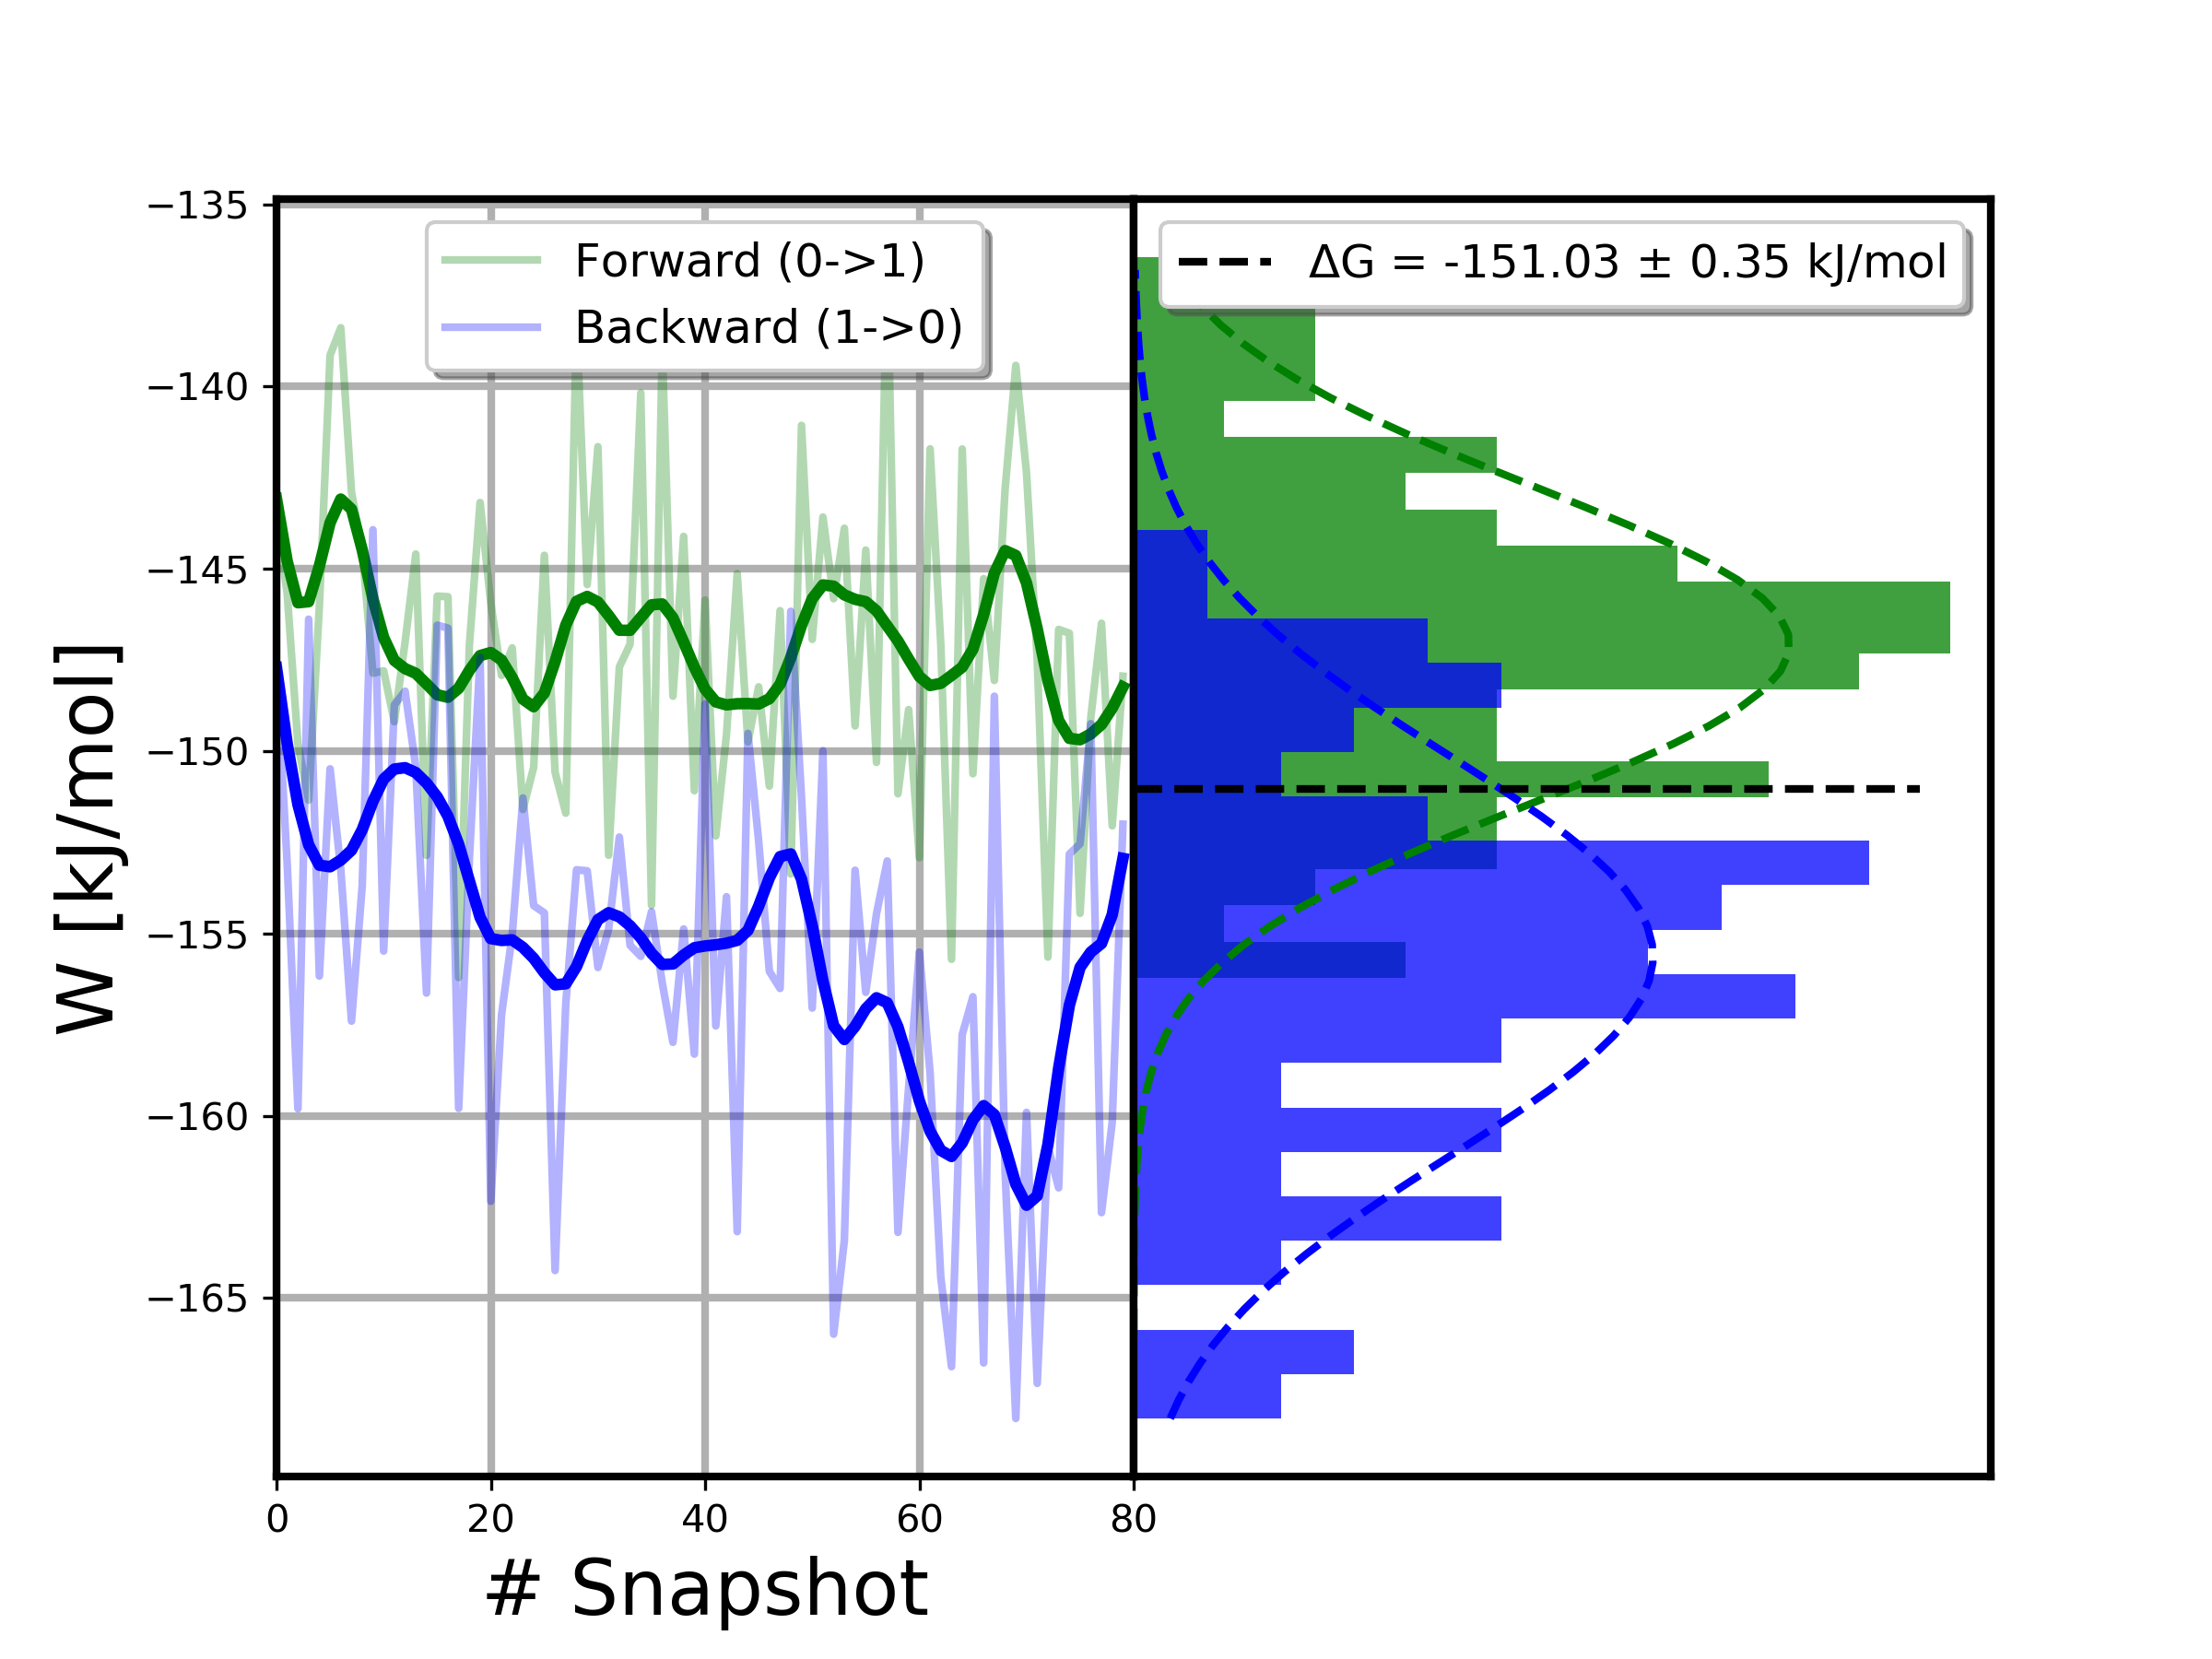 Forward (0->1)
Backward (1->0)
ΔG = -151.03 ± 0.35 kJ/mol
W [kJ/mol]
−135
−140
−145
−150
−155
−160
−165
0 20 40 60 80
# Snapshot